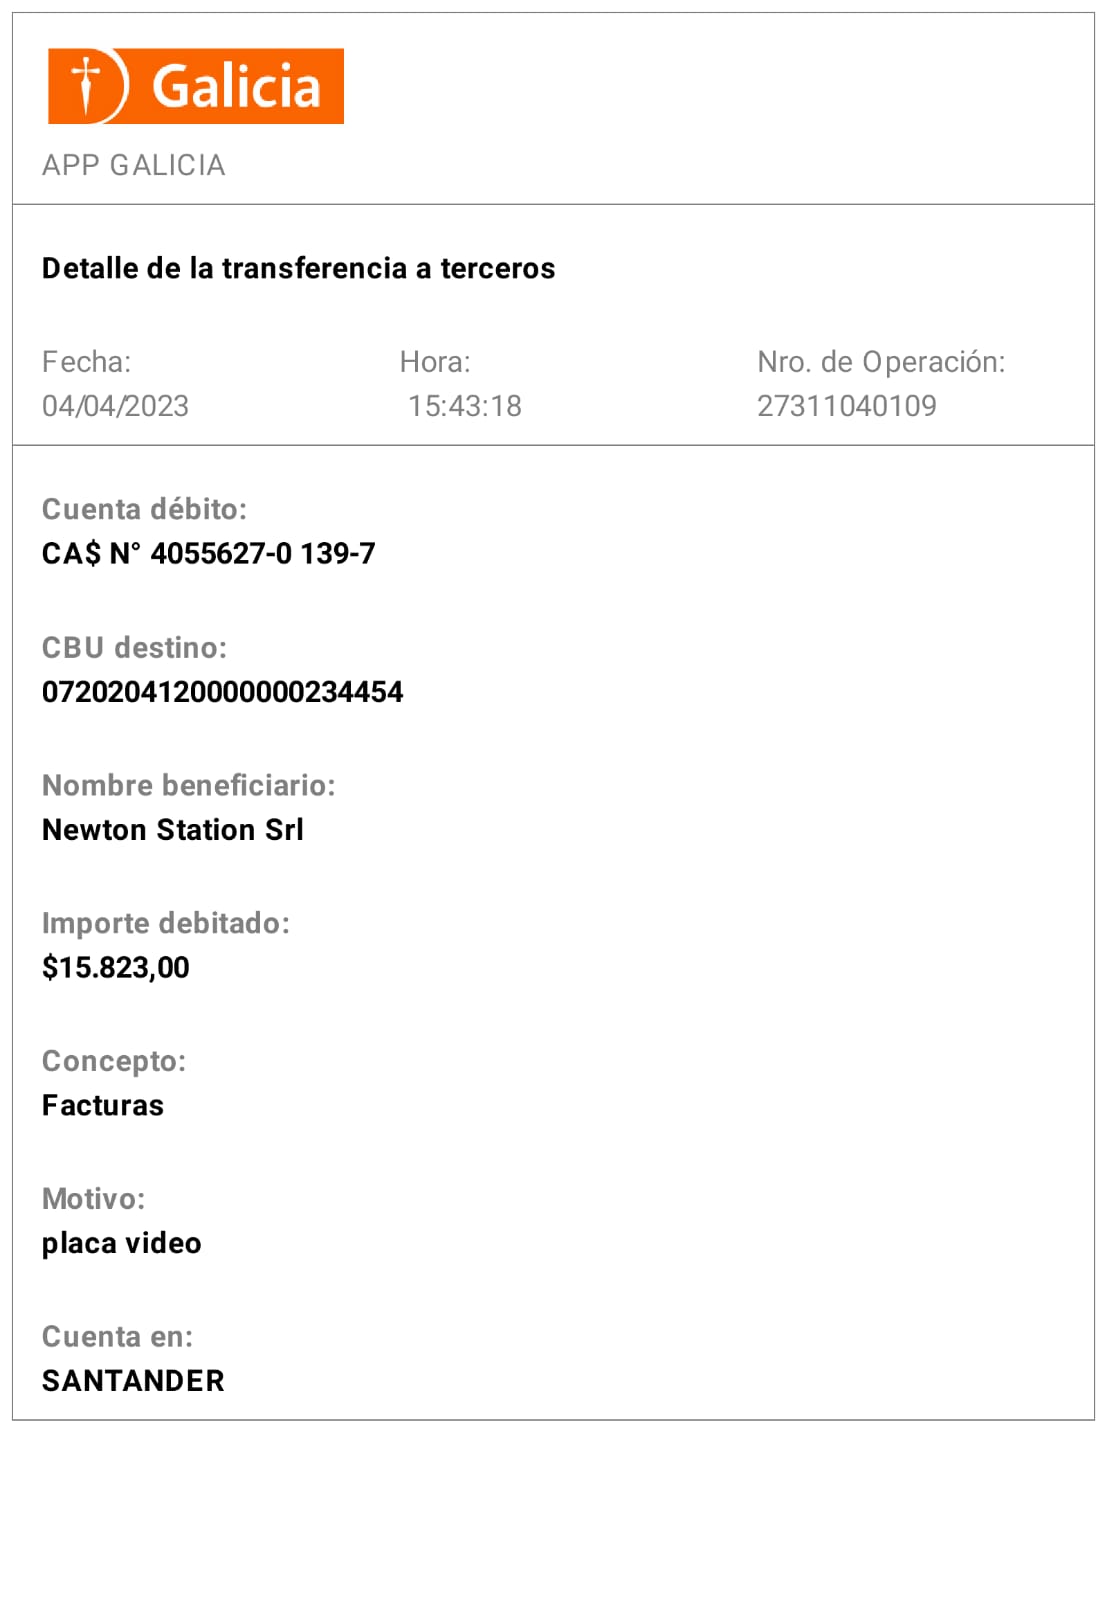 Galicia
APP GALICIA
Detalle de la transferencia a terceros
Fecha: Hora: Nro. de Operación:
04/04/2023 15:43:18 27311040109
Cuenta débito:
CA$ N° 4055627-0 139-7
CBU destino:
0720204120000000234454
Nombre beneficiario:
Newton Station Srl
Importe debitado:
$15.823,00
Concepto:
Facturas
Motivo:
placa video
Cuenta en:
SANTANDER